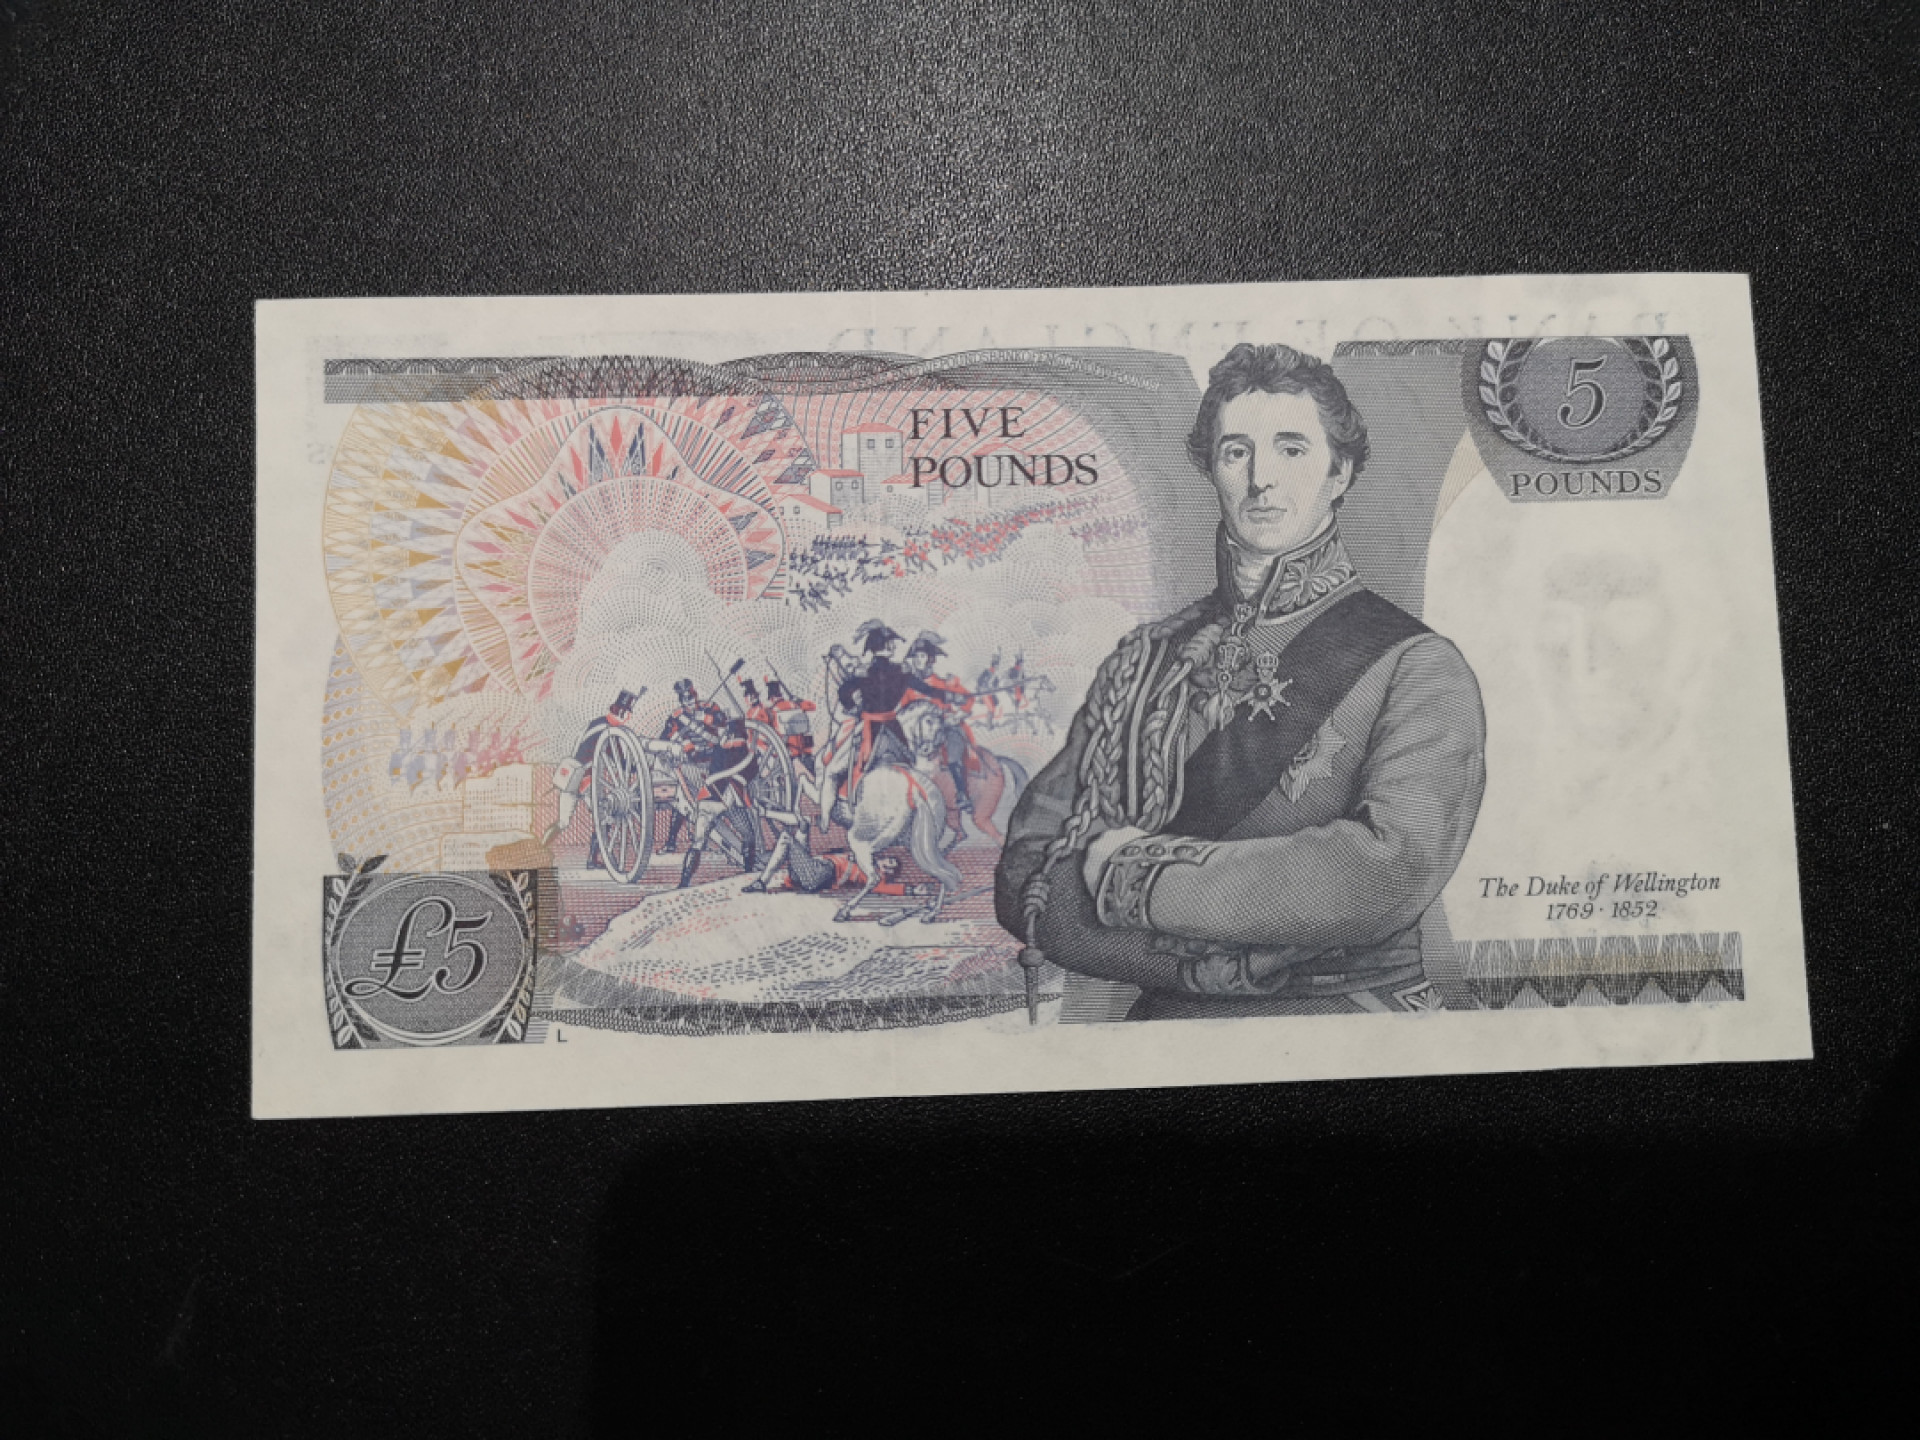 FIVE
POUNDS
5
POUNDS
The Duke of Wellington
1769 · 1852
£5
L